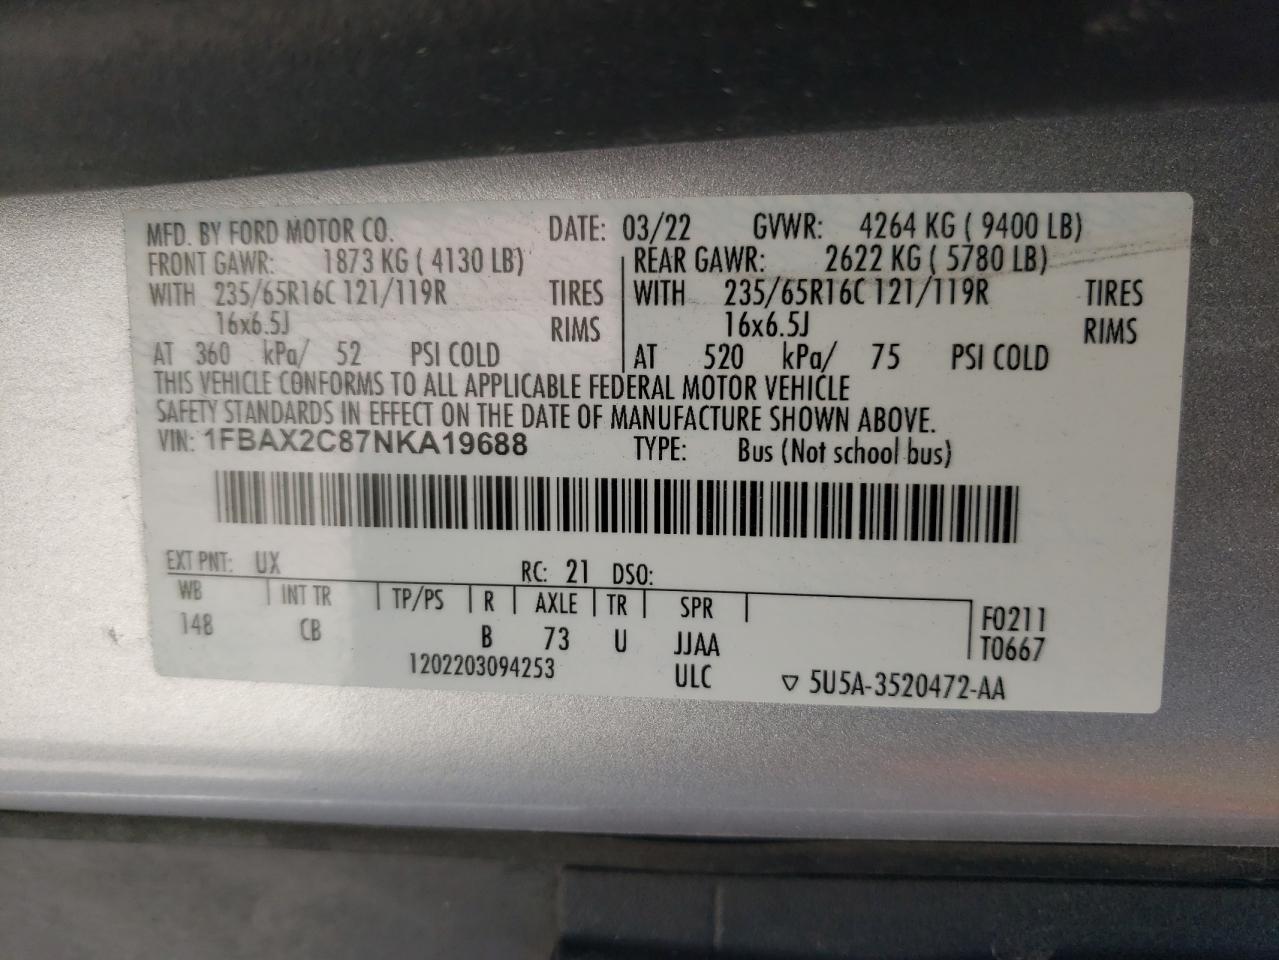 MFD. BY FORD MOTOR CO. DATE: 03/22 GVWR: 4264 KG ( 9400 LB)
FRONT GAWR: 1873 KG ( 4130 LB) REAR GAWR: 2622 KG ( 5780 LB)
WITH 235/65R16C 121/119R TIRES WITH 235/65R16C 121/119R TIRES
16x6.5J RIMS 16x6.5J RIMS
AT 360 kPa/ 52 PSI COLD AT 520 kPa/ 75 PSI COLD
THIS VEHICLE CONFORMS TO ALL APPLICABLE FEDERAL MOTOR VEHICLE
SAFETY STANDARDS IN EFFECT ON THE DATE OF MANUFACTURE SHOWN ABOVE.
VIN: 1FBAX2C87NKA19688 TYPE: Bus (Not school bus)
EXT PNT: UX RC: 21 DSO:
WB INT TR TP/PS R AXLE TR SPR F0211
148 CB B 73 U JJAA T0667
1202203094253 ULC ▽ 5U5A-3520472-AA